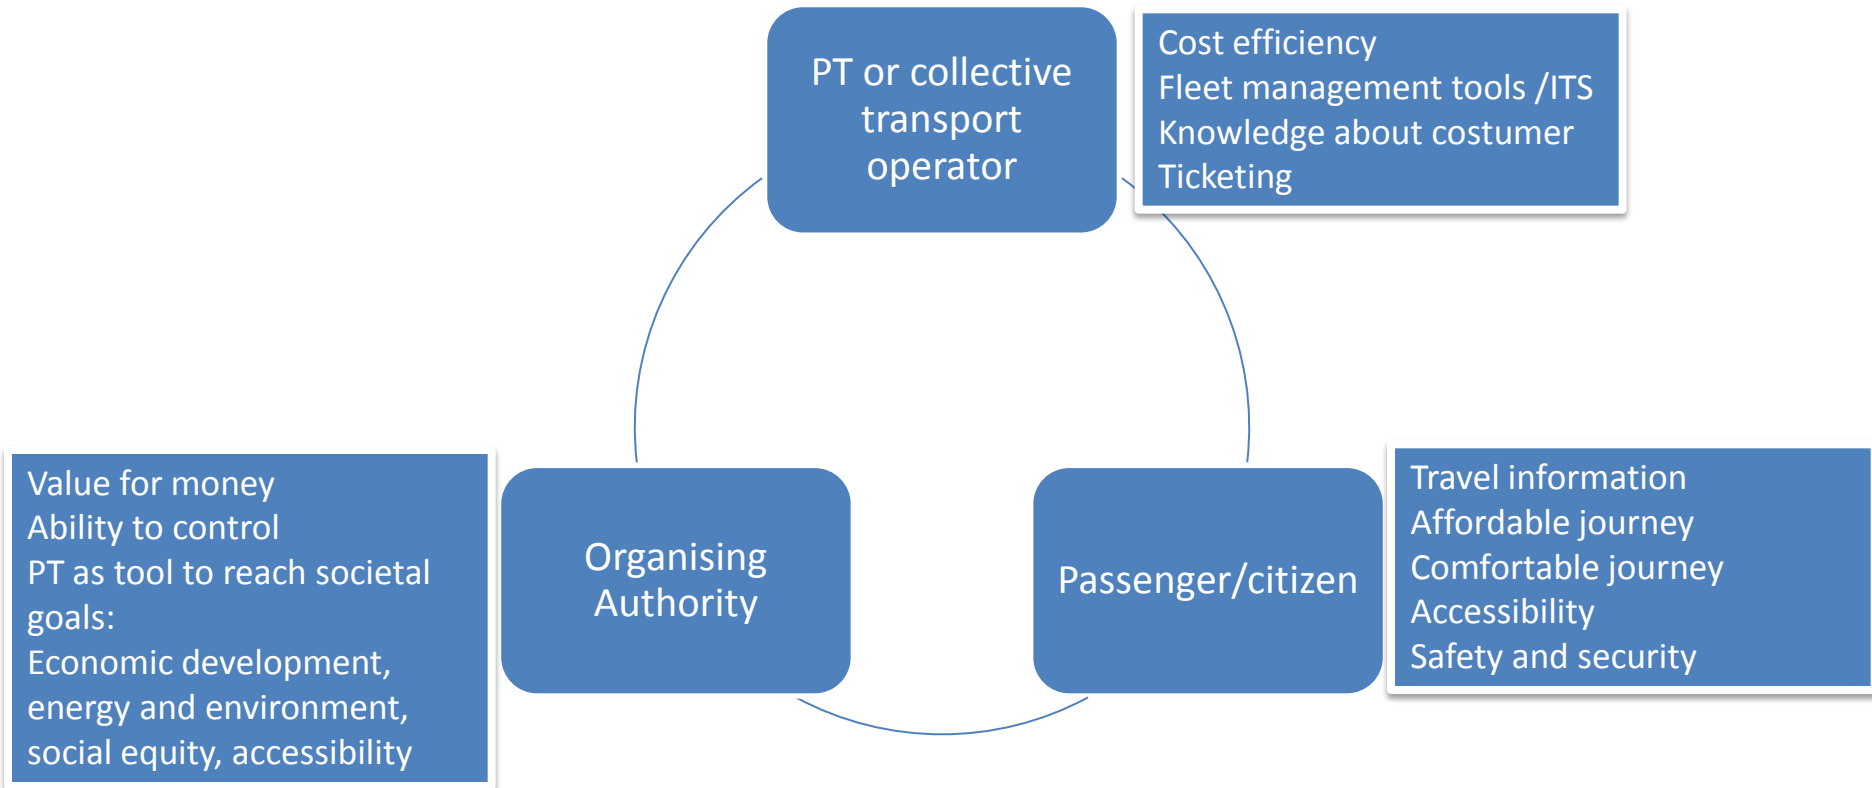 PT or collective
transport
operator
Cost efficiency
Fleet management tools /ITS
Knowledge about costumer
Ticketing
Value for money
Ability to control
PT as tool to reach societal
goals:
Economic development,
energy and environment,
social equity, accessibility
Organising
Authority
Passenger/citizen
Travel information
Affordable journey
Comfortable journey
Accessibility
Safety and security